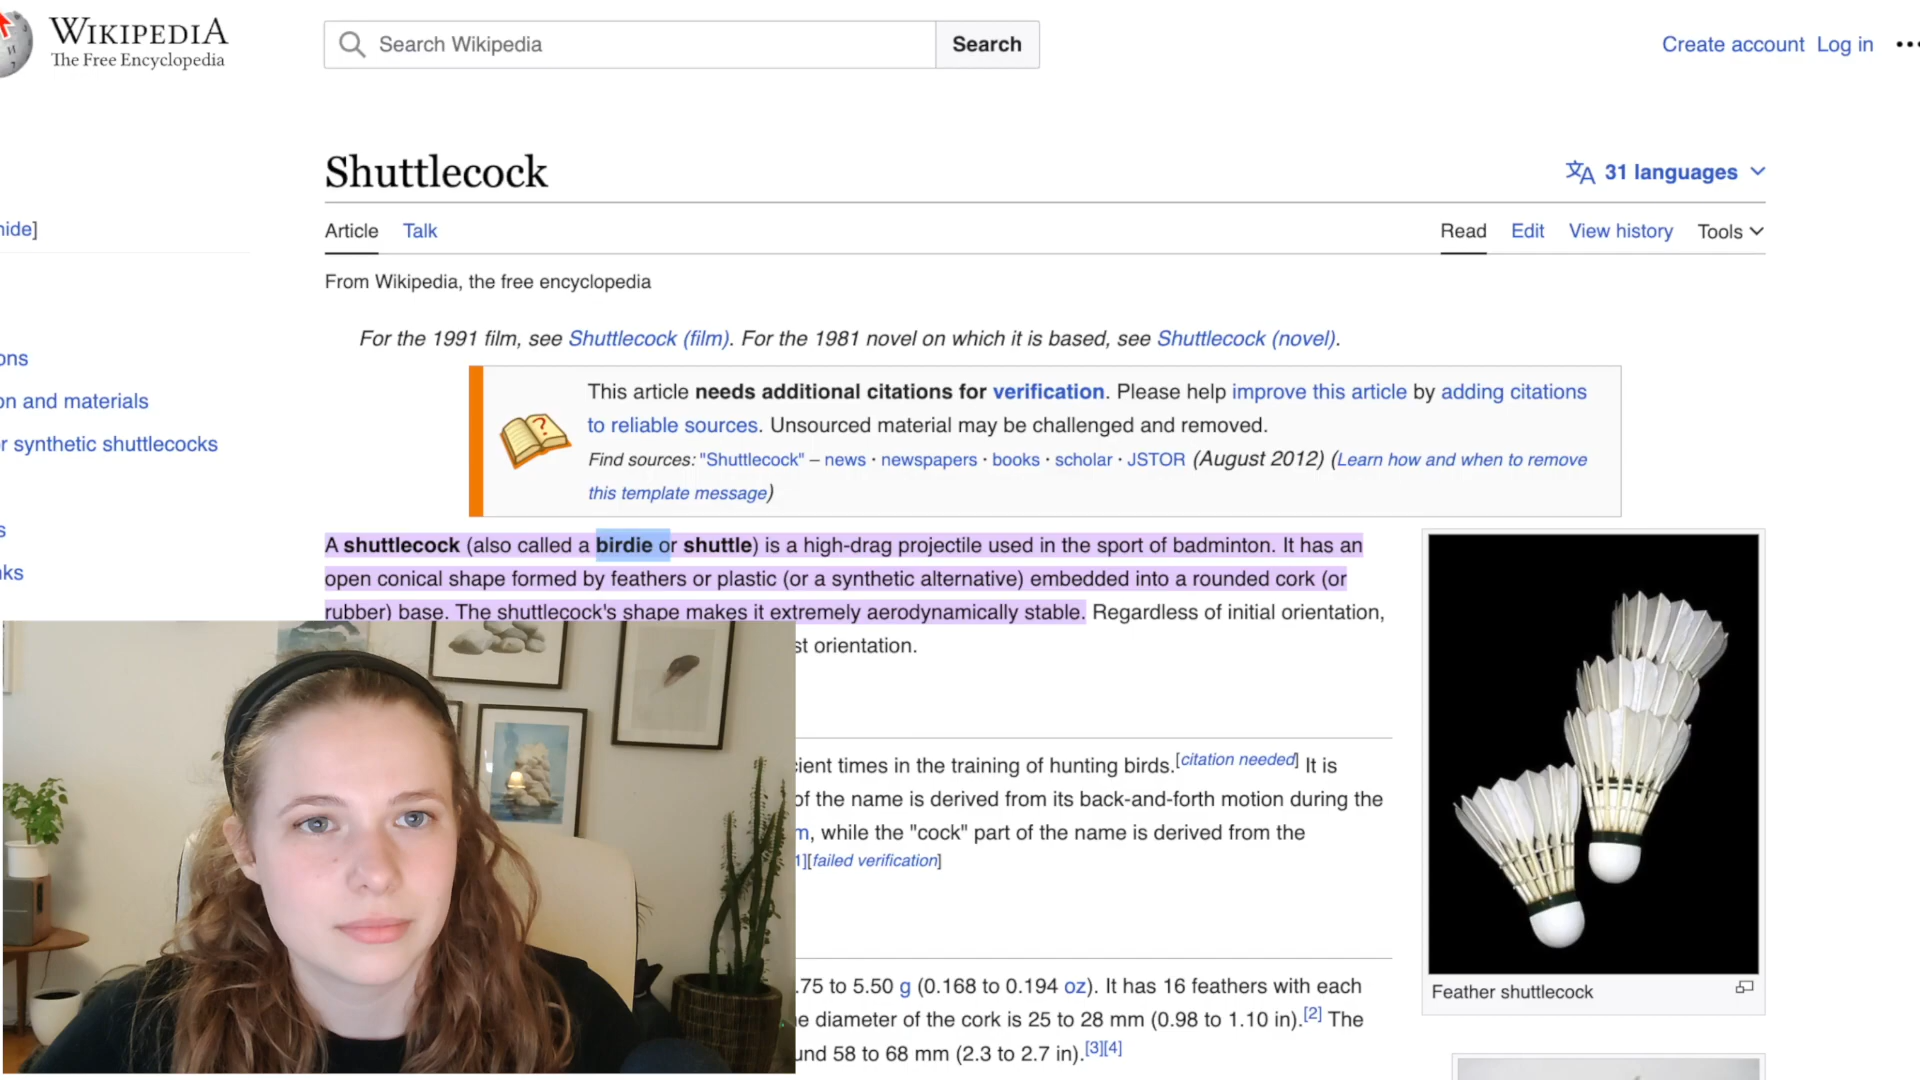 WIKIPEDIA
The Free Encyclopedia
Search Wikipedia
Search
Create account Log in
Shuttlecock
31 languages
hide]
Article Talk
Read Edit View history Tools
From Wikipedia, the free encyclopedia
For the 1991 film, see Shuttlecock (film). For the 1981 novel on which it is based, see Shuttlecock (novel).
This article needs additional citations for verification. Please help improve this article by adding citations
to reliable sources. Unsourced material may be challenged and removed.
Find sources: "Shuttlecock" – news · newspapers · books · scholar · JSTOR (August 2012) (Learn how and when to remove
this template message)
ons
on and materials
r synthetic shuttlecocks
s
ks
A shuttlecock (also called a birdie or shuttle) is a high-drag projectile used in the sport of badminton. It has an
open conical shape formed by feathers or plastic (or a synthetic alternative) embedded into a rounded cork (or
rubber) base. The shuttlecock's shape makes it extremely aerodynamically stable. Regardless of initial orientation,
st orientation.
ient times in the training of hunting birds.[citation needed] It is
of the name is derived from its back-and-forth motion during the
m, while the "cock" part of the name is derived from the
1][failed verification]
.75 to 5.50 g (0.168 to 0.194 oz). It has 16 feathers with each
e diameter of the cork is 25 to 28 mm (0.98 to 1.10 in).[2] The
und 58 to 68 mm (2.3 to 2.7 in).[3][4]
Feather shuttlecock